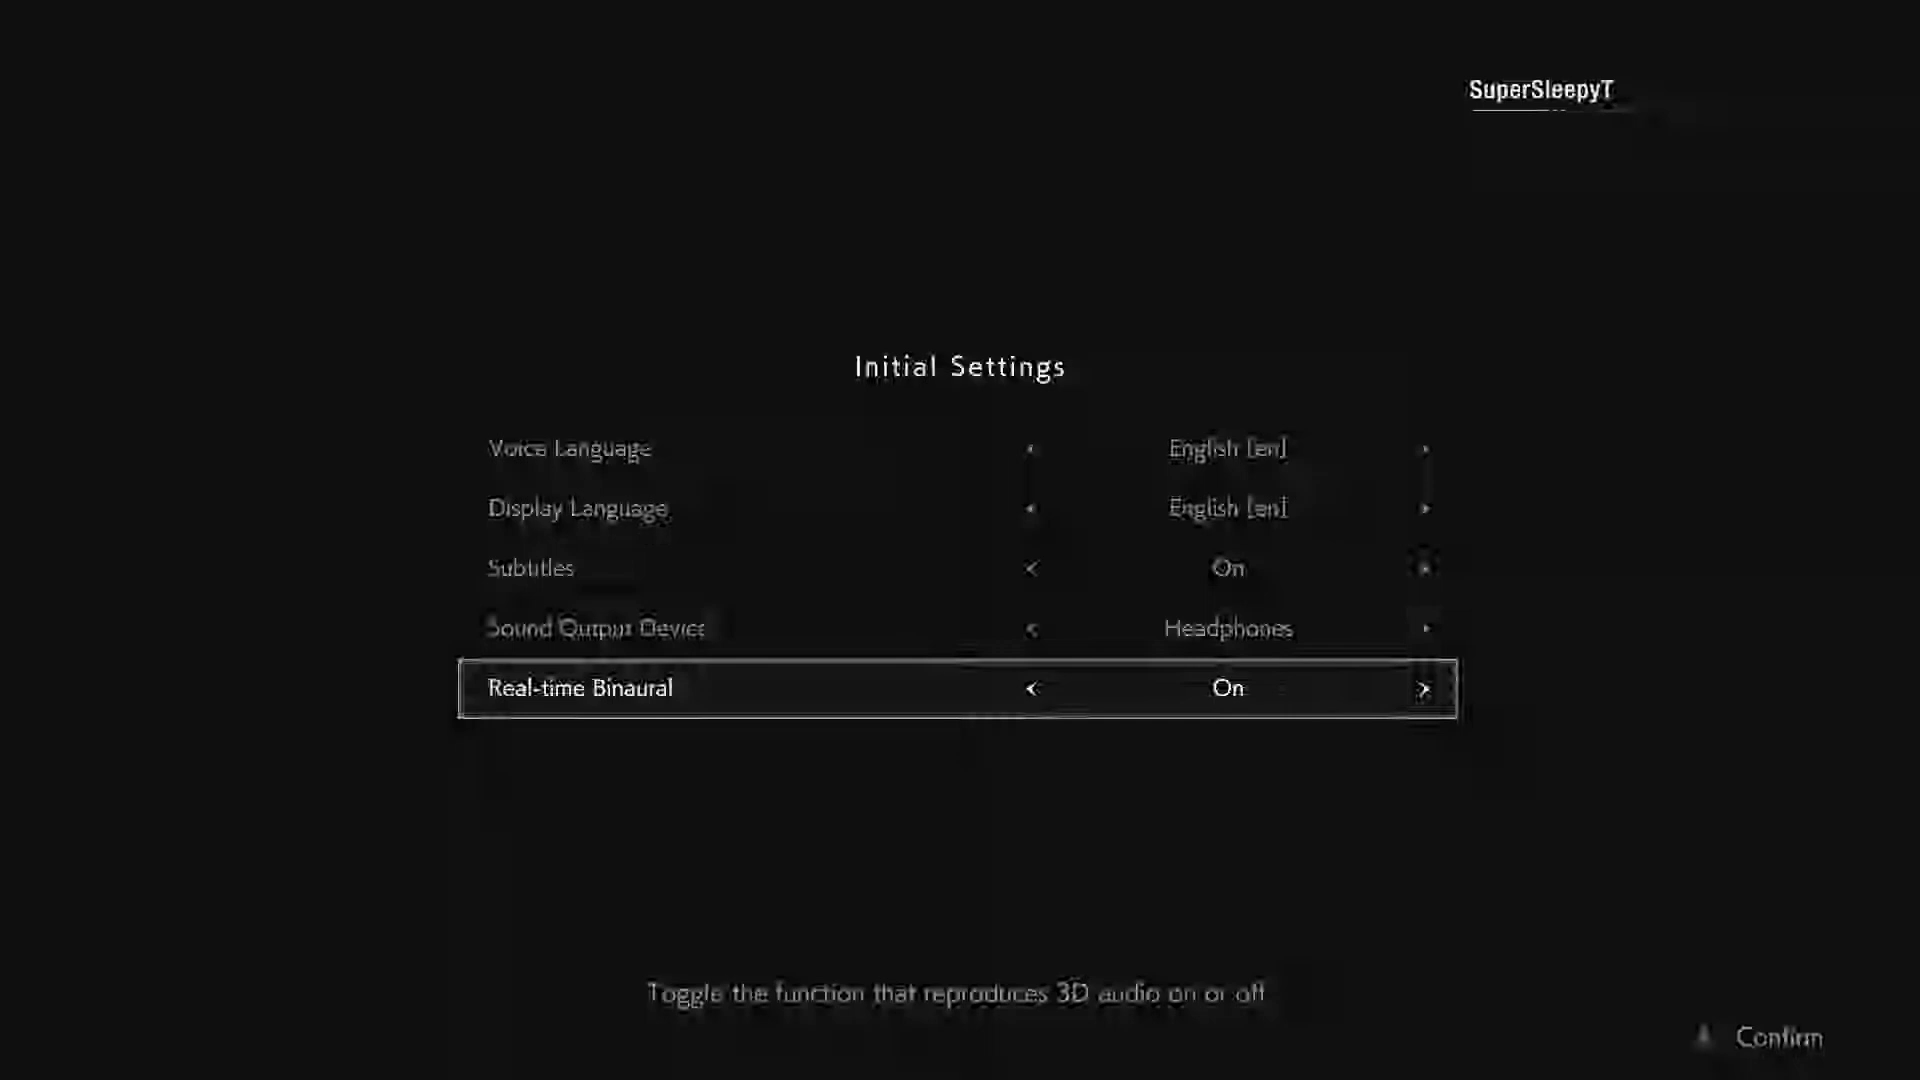 SuperSleepyT
Initial Settings
Voice Language < English [en] >
Display Language < English [en] >
Subtitles < On >
Sound Output Device < Headphones >
Real-time Binaural < On >
Toggle the function that reproduces 3D audio on or off
Confirm